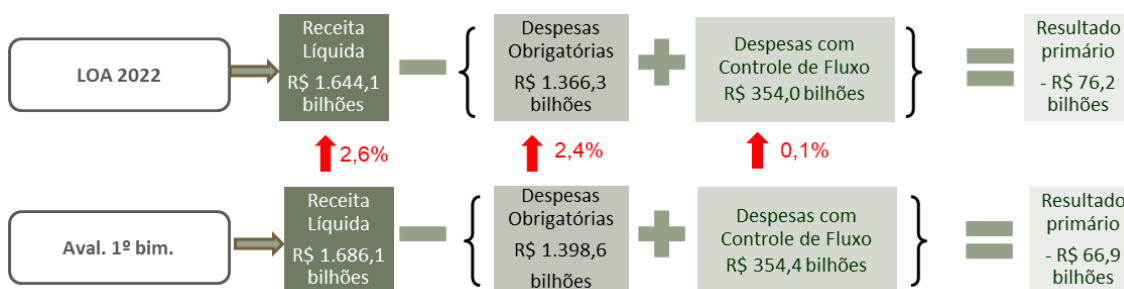 LOA 2022
Receita
Líquida
R$ 1.644,1
bilhões
Despesas
Obrigatórias
R$ 1.366,3
bilhões
Despesas com
Controle de Fluxo
R$ 354,0 bilhões
Resultado
primário
- R$ 76,2
bilhões
2,6%
2,4%
0,1%
Aval. 1º bim.
Receita
Líquida
R$ 1.686,1
bilhões
Despesas
Obrigatórias
R$ 1.398,6
bilhões
Despesas com
Controle de Fluxo
R$ 354,4 bilhões
Resultado
primário
- R$ 66,9
bilhões